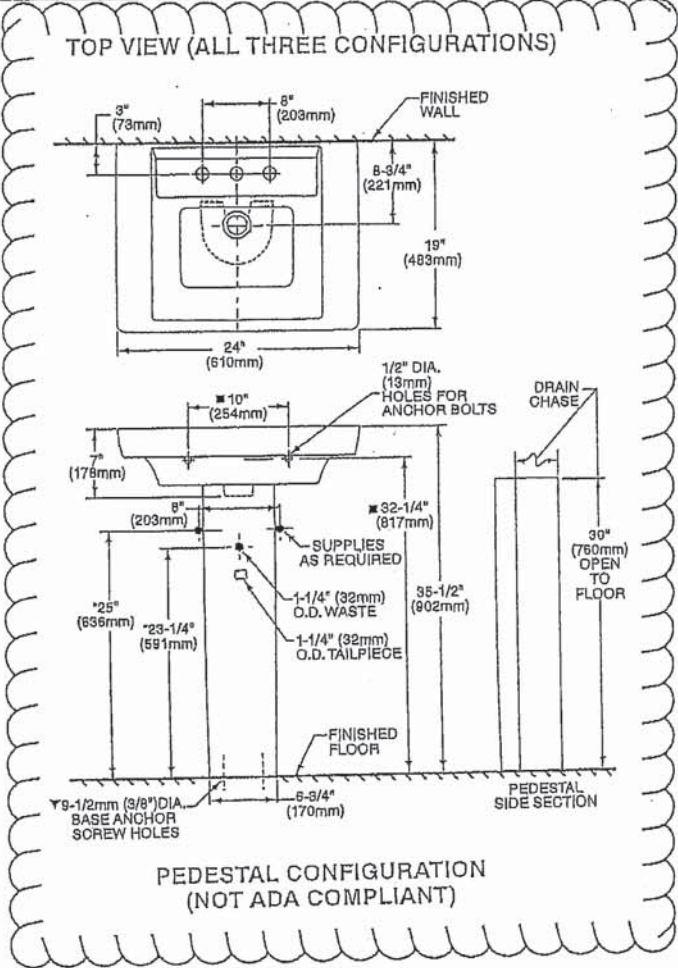 TOP VIEW (ALL THREE CONFIGURATIONS)
3"
(73mm)
8"
(203mm)
FINISHED
WALL
8-3/4"
(221mm)
19"
(483mm)
24"
(610mm)
■ 10"
(254mm)
1/2" DIA.
(13mm)
HOLES FOR
ANCHOR BOLTS
DRAIN
CHASE
7"
(178mm)
8"
(203mm)
■ 32-1/4"
(817mm)
SUPPLIES
AS REQUIRED
30"
(760mm)
OPEN
TO
FLOOR
*25"
(636mm)
*23-1/4"
(591mm)
1-1/4" (32mm)
O.D. WASTE
35-1/2"
(902mm)
1-1/4" (32mm)
O.D. TAILPIECE
FINISHED
FLOOR
▼9-1/2mm (3/8")DIA.
BASE ANCHOR
SCREW HOLES
6-3/4"
(170mm)
PEDESTAL
SIDE SECTION
PEDESTAL CONFIGURATION
(NOT ADA COMPLIANT)